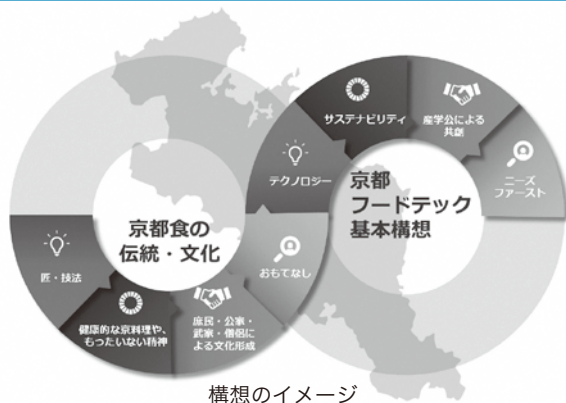 サステナビリティ
産学公による
共創
ニーズ
ファースト
テクノロジー
京都
フードテック
基本構想
京都食の
伝統・文化
おもてなし
匠・技法
健康的な京料理や、
もったいない精神
庶民・公家・
武家・僧侶に
よる文化形成
構想のイメージ